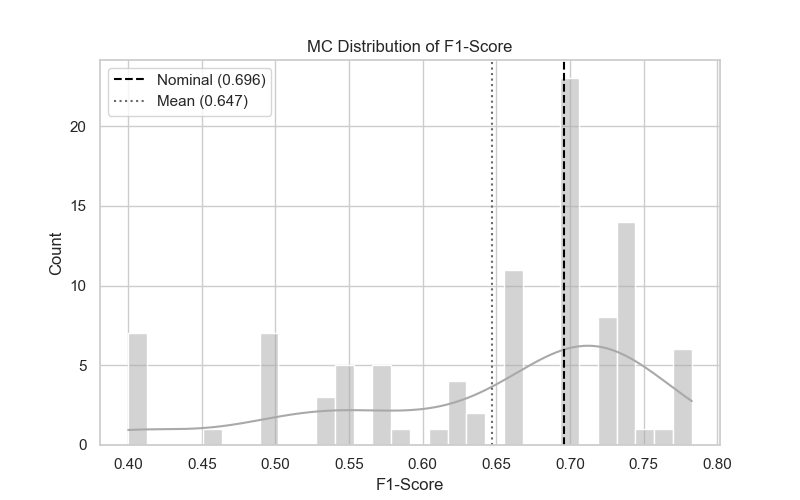 MC Distribution of F1-Score
Nominal (0.696)
Mean (0.647)
20
15
10
5
0
Count
0.40 0.45 0.50 0.55 0.60 0.65 0.70 0.75 0.80
F1-Score